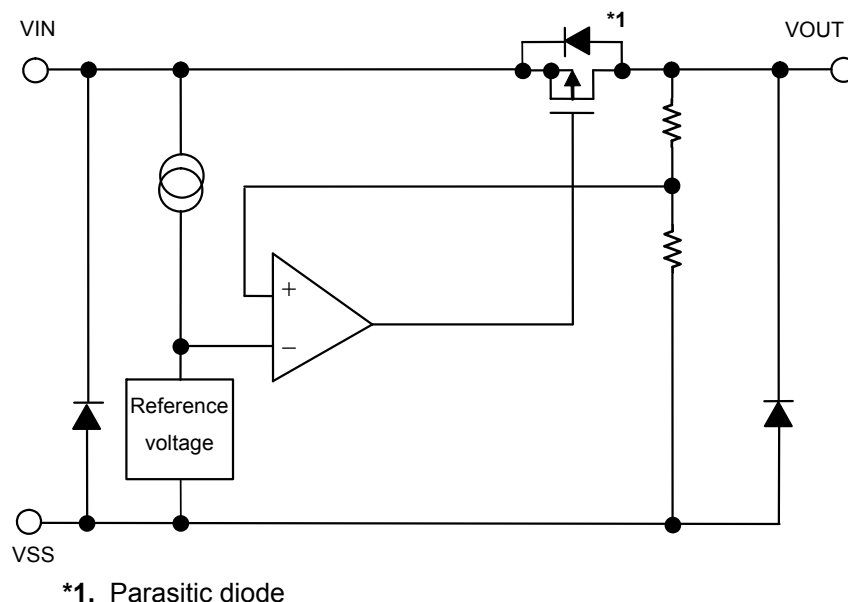 *1
VIN
VOUT
+
−
Reference
voltage
VSS
*1. Parasitic diode